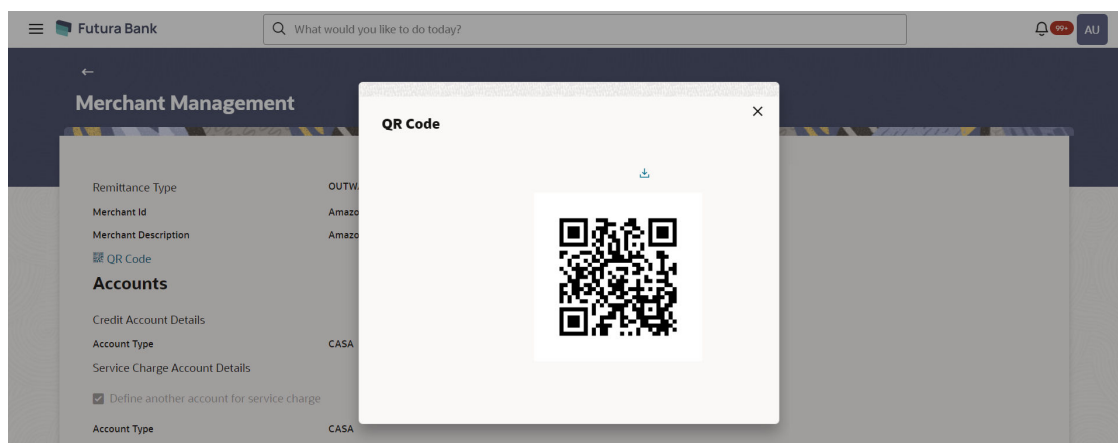 Futura Bank
What would you like to do today?
99+
AU
Merchant Management
QR Code
Remittance Type
Merchant Id
Merchant Description
QR Code
Accounts
Credit Account Details
Account Type CASA
Service Charge Account Details
Define another account for service charge
Account Type CASA